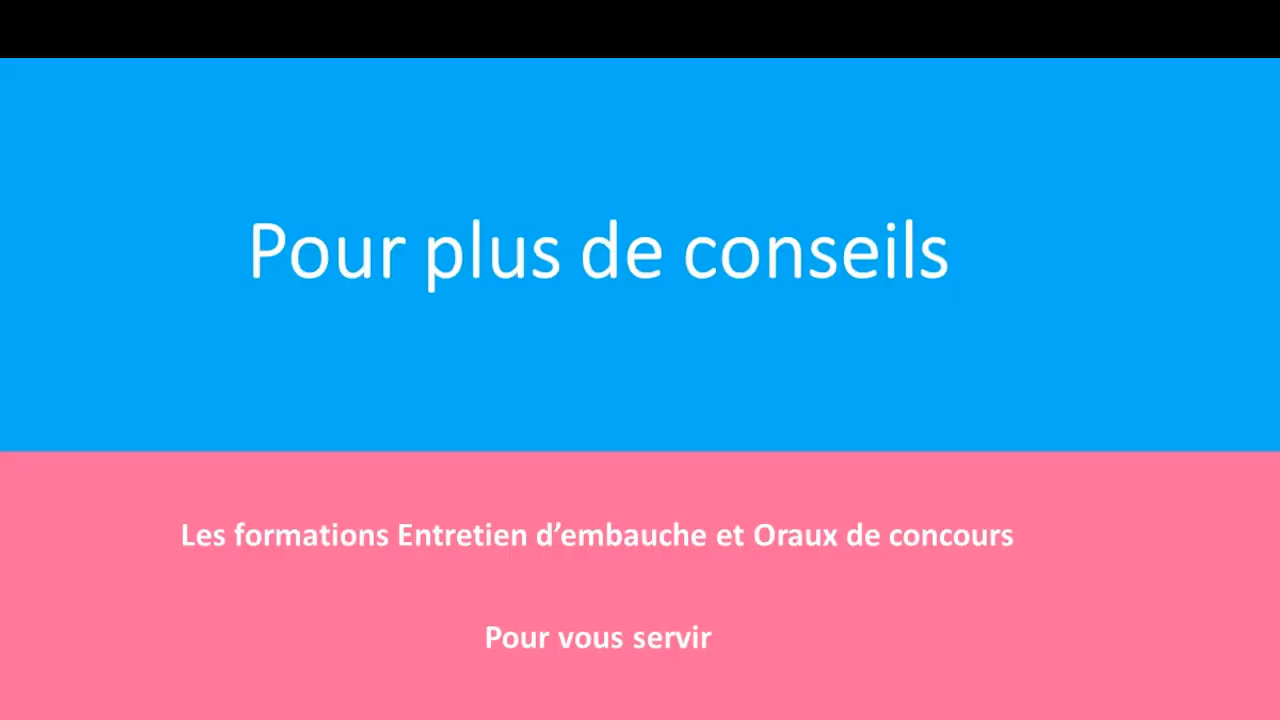 Pour plus de conseils
Les formations Entretien d’embauche et Oraux de concours
Pour vous servir